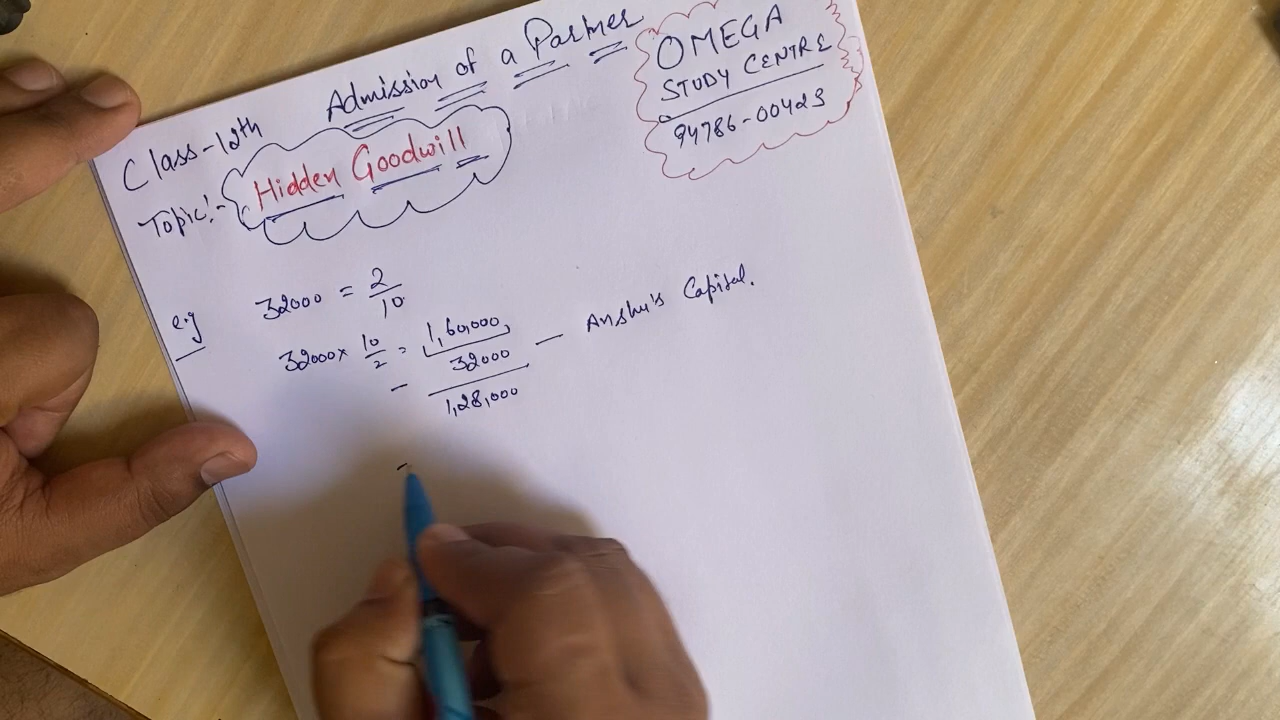 Admission of a Partner
OMEGA
STUDY CENTRE
94786-00423
Class-12th
Topic:- Hidden Goodwill
e.g 32000 = 2/10
32000 x 10/2 = 1,60,000
- 32000 - Anshu's Capital.
1,28,000